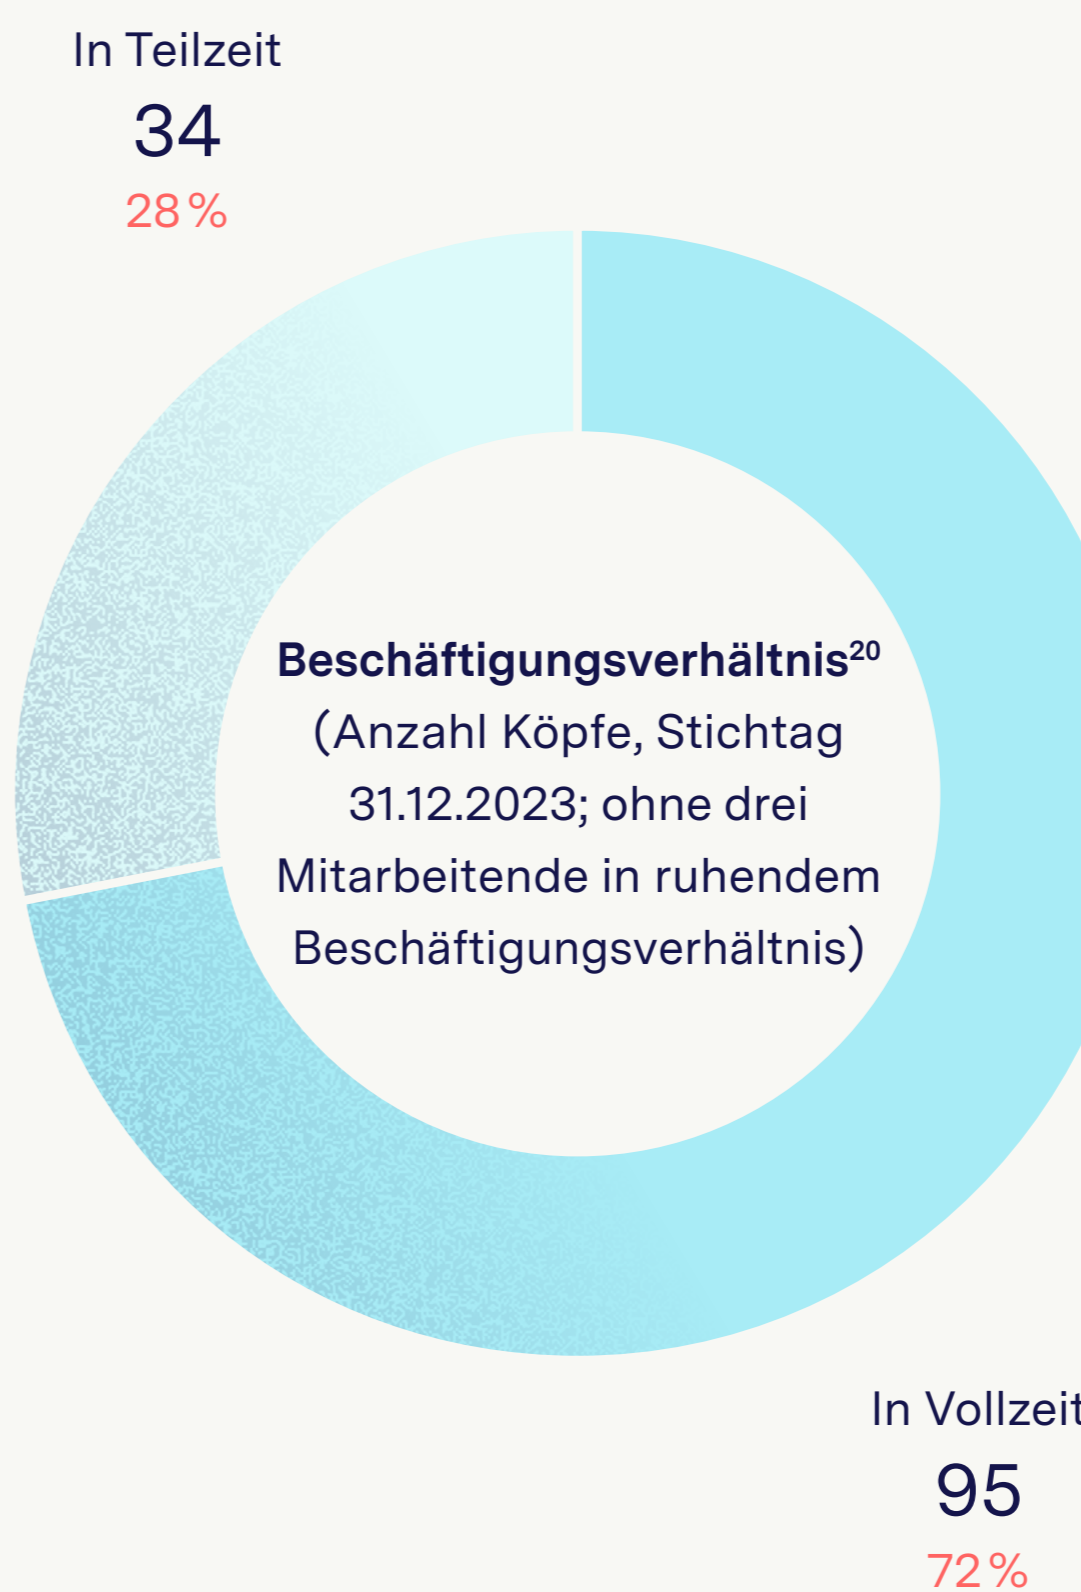 In Teilzeit
34
28 %
Beschäftigungsverhältnis²⁰
(Anzahl Köpfe, Stichtag
31.12.2023; ohne drei
Mitarbeitende in ruhendem
Beschäftigungsverhältnis)
In Vollzeit
95
72 %